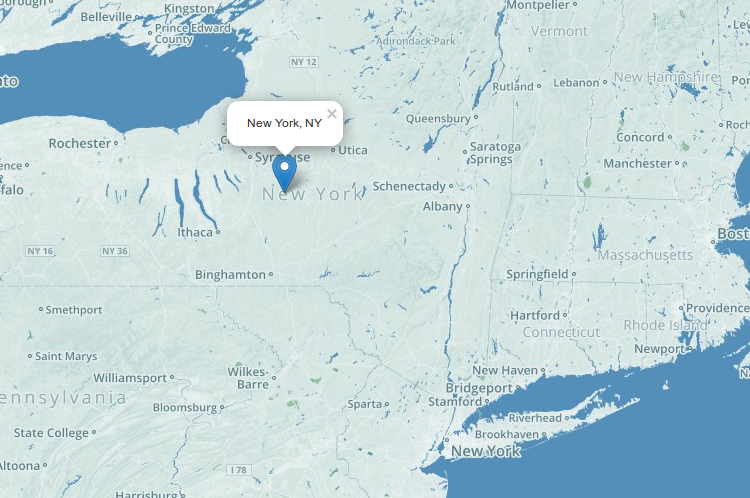 Kingston
Montpelier
Belleville
Prince Edward
County
Vermont
Adirondack Park
NY 12
New Hampshire
Rutland
Lebanon
New York, NY
×
Queensbury
Rochester
Utica
Saratoga
Springs
Concord
Manchester
Syracuse
Schenectady
New York
Albany
Ithaca
Bost
NY 16
NY 36
Massachusetts
Binghamton
Springfield
Smithport
Hartford
Providence
Connecticut
Rhode Island
Saint Marys
Newport
Williamsport
Wilkes-
Barre
New Haven
Bridgeport
ennsylvania
Bloomsburg
Sparta
Stamford
Riverhead
State College
Brookhaven
New York
Altoona
I 78
Harrisburg